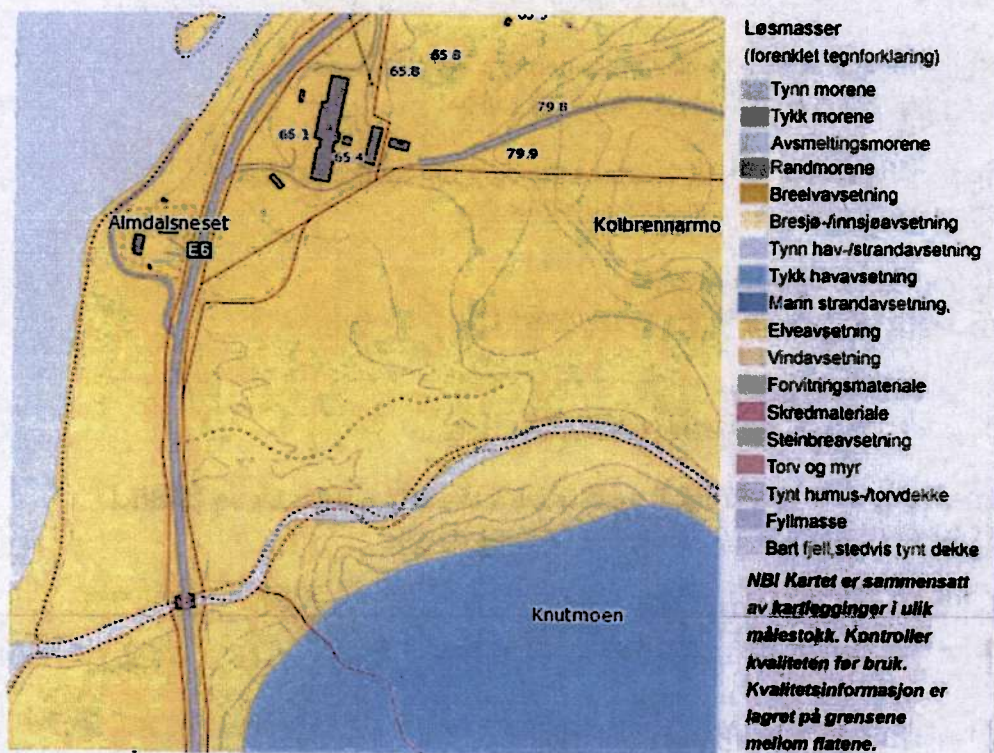 65.8
65.8
79.8
65.1
65.4
79.9
Almdalsneset
Kolbrennarmo
E6
Knutmoen
Løsmasser
(forenklet tegnforklaring)
Tynn morene
Tykk morene
Avsmeltingsmorene
Randmorene
Breelvavsetning
Bresjø-/innsjøavsetning
Tynn hav-/strandavsetning
Tykk havavsetning
Marin strandavsetning,
Elveavsetning
Vindavsetning
Forvitringsmateriale
Skredmateriale
Steinbreavsetning
Torv og myr
Tynt humus-/torvdekke
Fyllmasse
Bart fjell,stedvis tynt dekke
NB! Kartet er sammensatt
av kartlegginger i ulik
målestokk. Kontroller
kvaliteten før bruk.
Kvalitetsinformasjon er
lagret på grensene
mellom flatene.